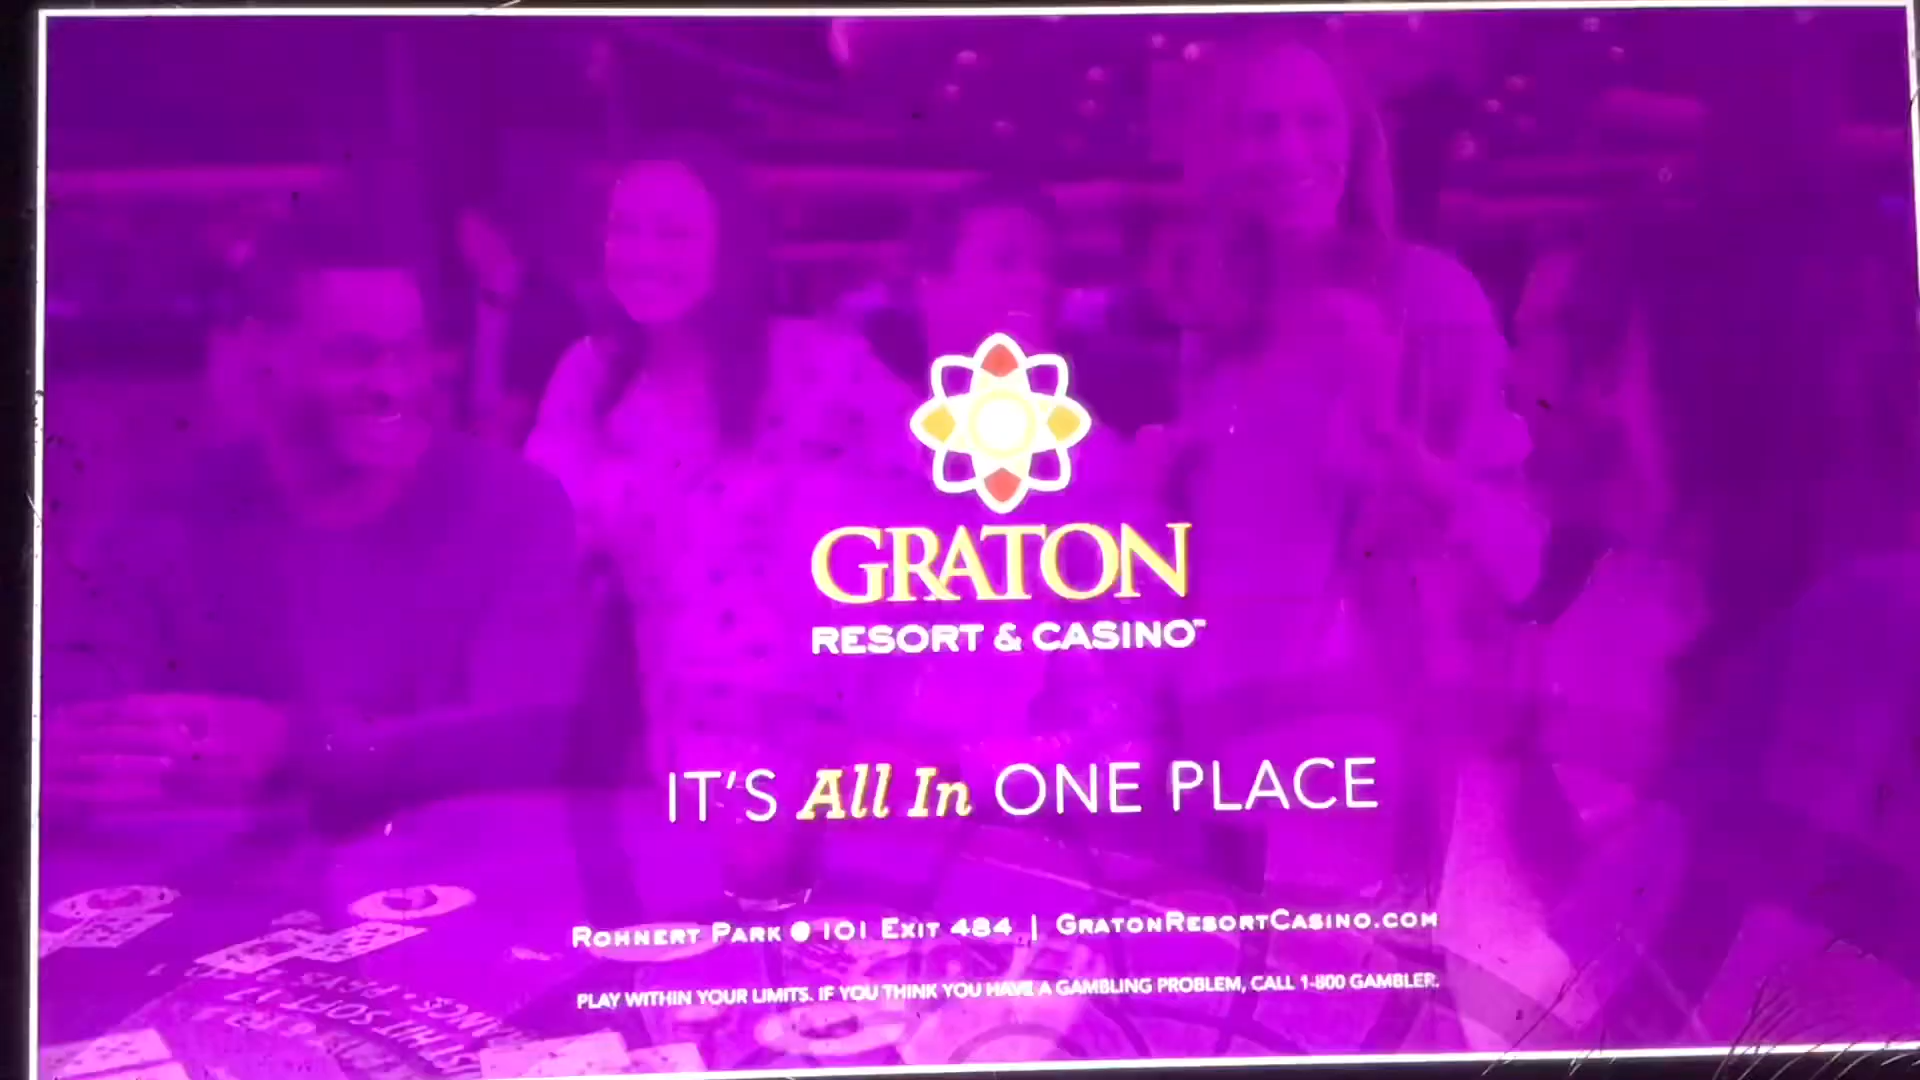 GRATON
RESORT & CASINO™
IT'S All In ONE PLACE
ROHNERT PARK @ 101 EXIT 484 | GRATONRESORTCASINO.COM
PLAY WITHIN YOUR LIMITS. IF YOU THINK YOU HAVE A GAMBLING PROBLEM, CALL 1-800 GAMBLER.